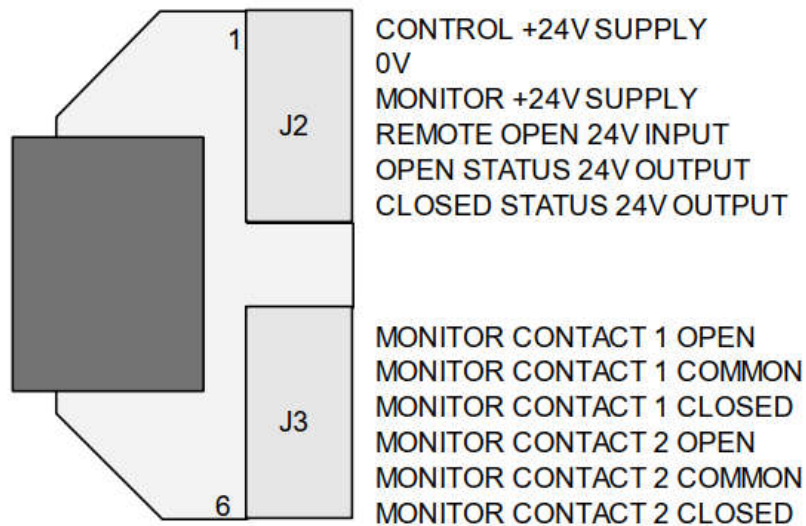 1
J2
CONTROL +24V SUPPLY
0V
MONITOR +24V SUPPLY
REMOTE OPEN 24V INPUT
OPEN STATUS 24V OUTPUT
CLOSED STATUS 24V OUTPUT
J3
6
MONITOR CONTACT 1 OPEN
MONITOR CONTACT 1 COMMON
MONITOR CONTACT 1 CLOSED
MONITOR CONTACT 2 OPEN
MONITOR CONTACT 2 COMMON
MONITOR CONTACT 2 CLOSED